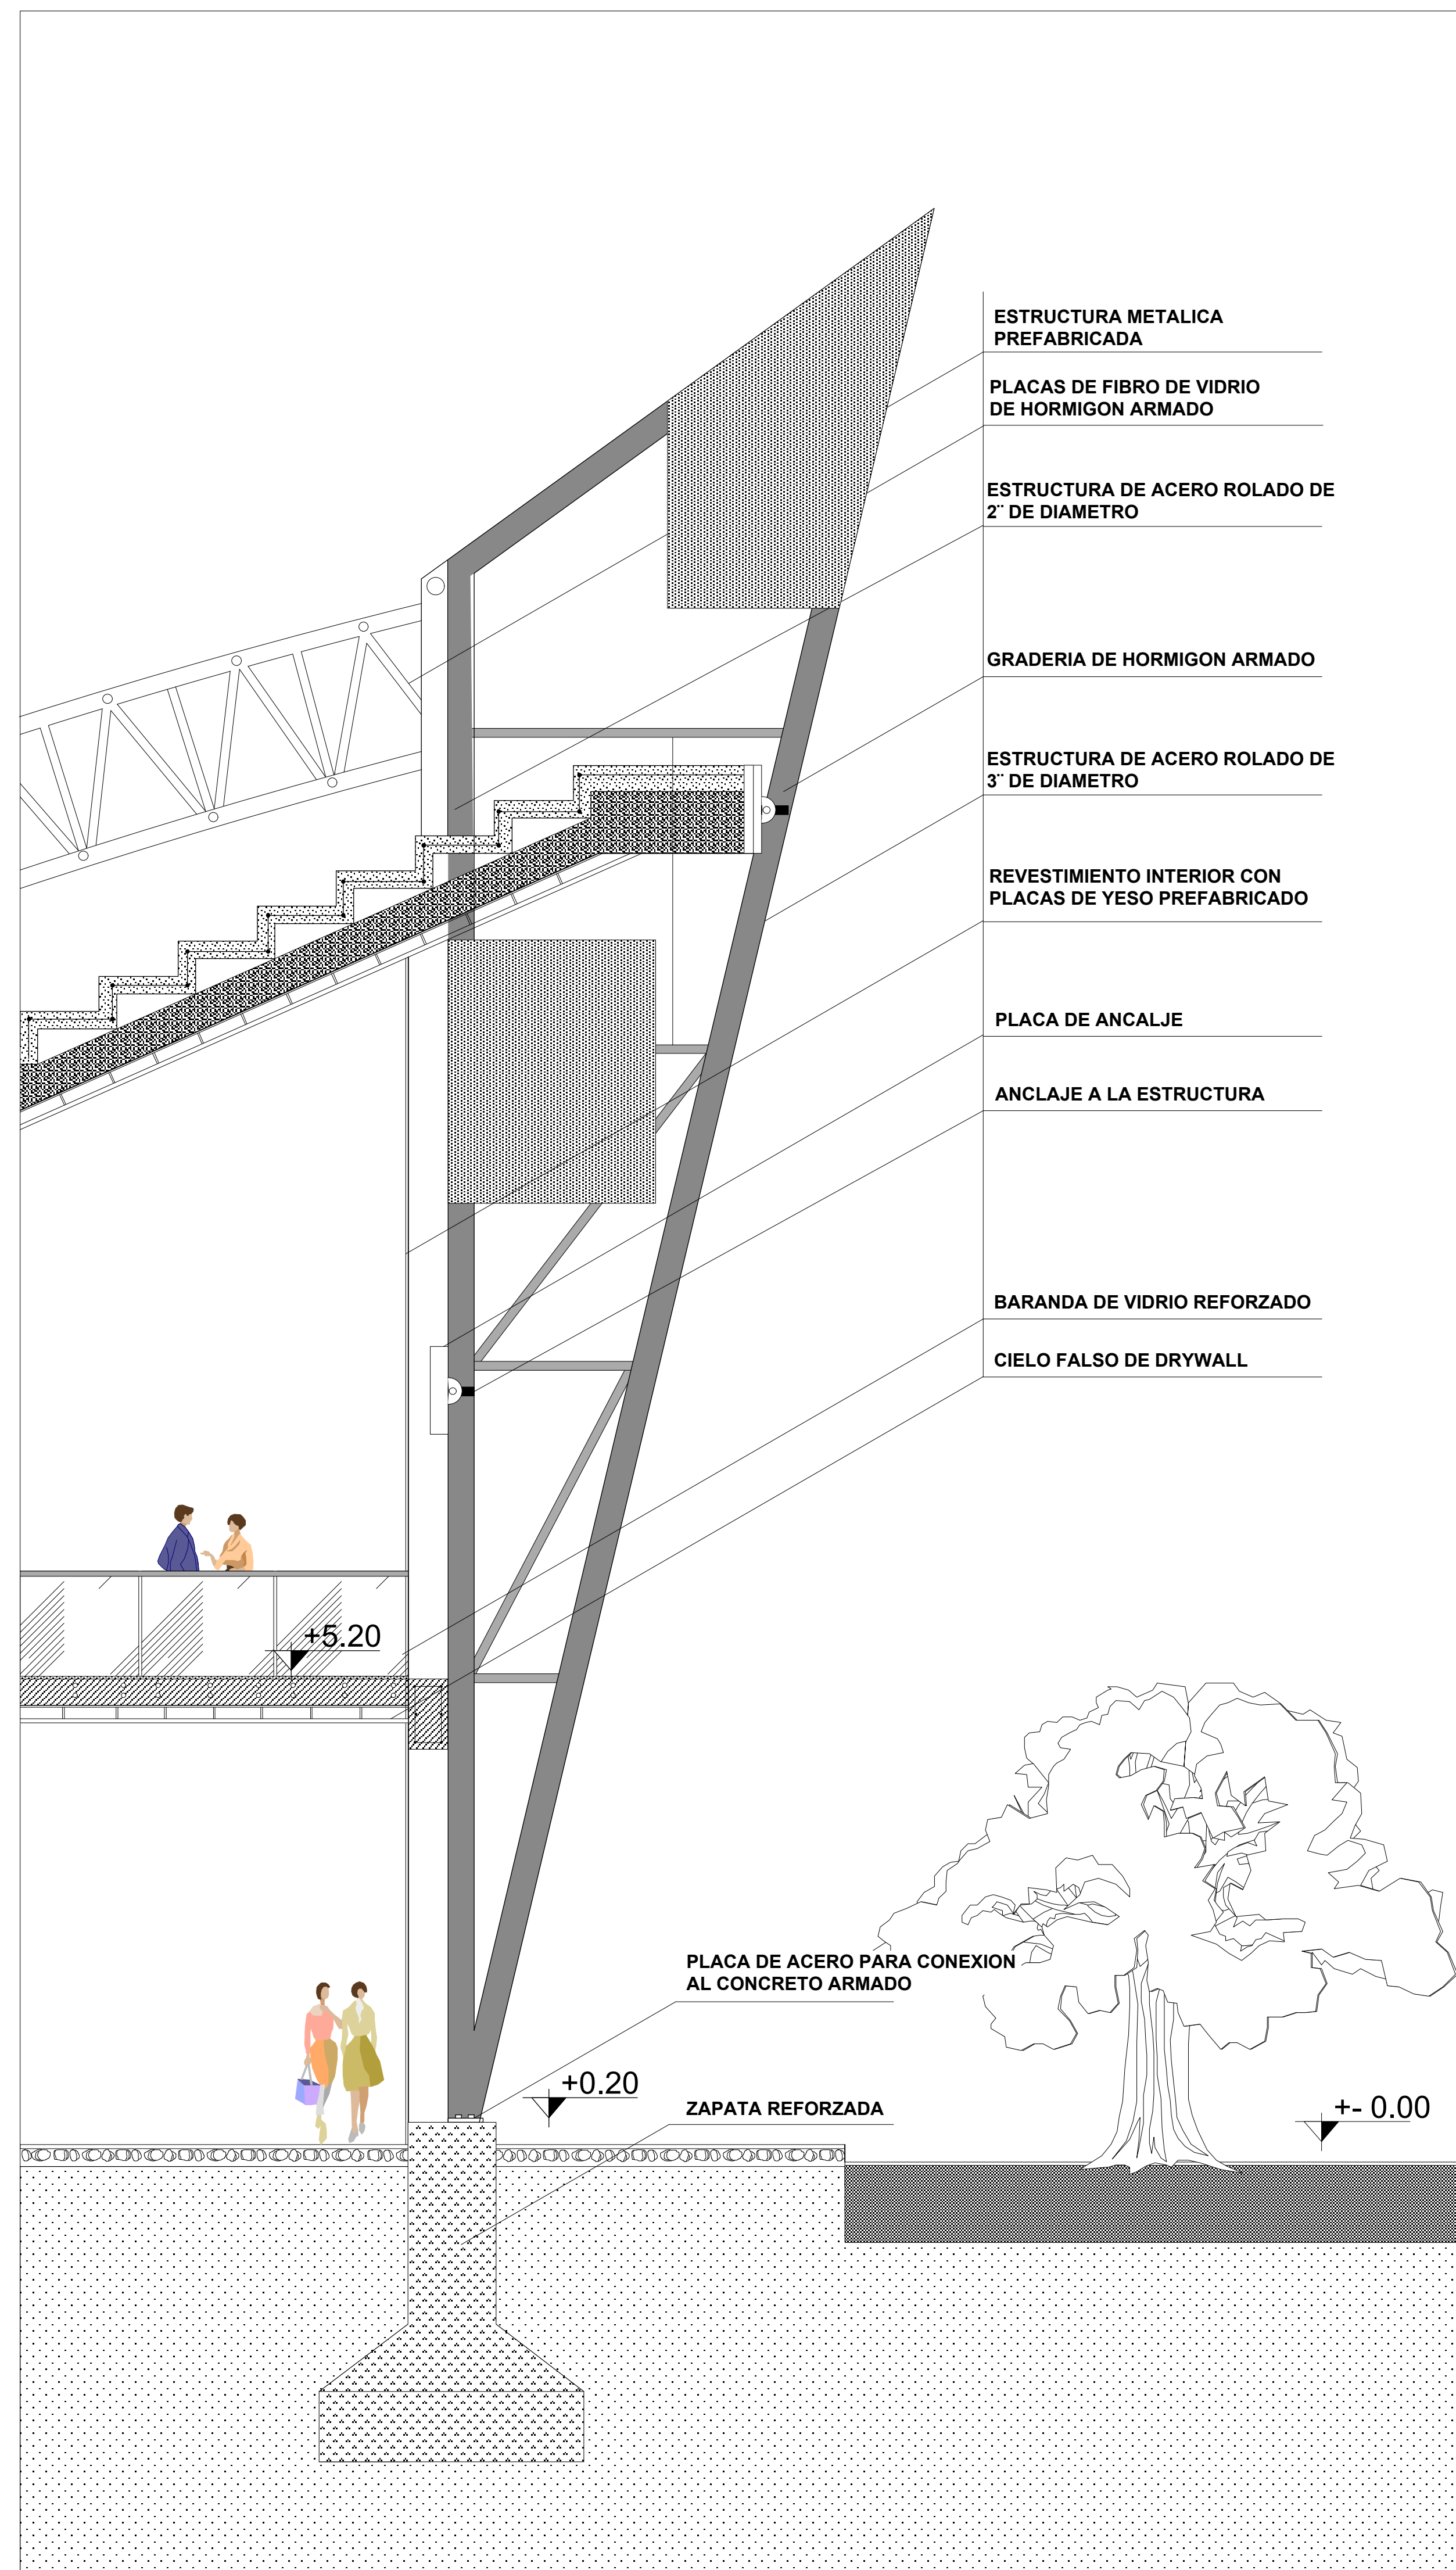 ESTRUCTURA METALICA
PREFABRICADA
PLACAS DE FIBRO DE VIDRIO
DE HORMIGON ARMADO
ESTRUCTURA DE ACERO ROLADO DE
2¨ DE DIAMETRO
GRADERIA DE HORMIGON ARMADO
ESTRUCTURA DE ACERO ROLADO DE
3¨ DE DIAMETRO
REVESTIMIENTO INTERIOR CON
PLACAS DE YESO PREFABRICADO
PLACA DE ANCALJE
ANCLAJE A LA ESTRUCTURA
BARANDA DE VIDRIO REFORZADO
CIELO FALSO DE DRYWALL
+5.20
PLACA DE ACERO PARA CONEXION
AL CONCRETO ARMADO
+0.20
ZAPATA REFORZADA
+- 0.00